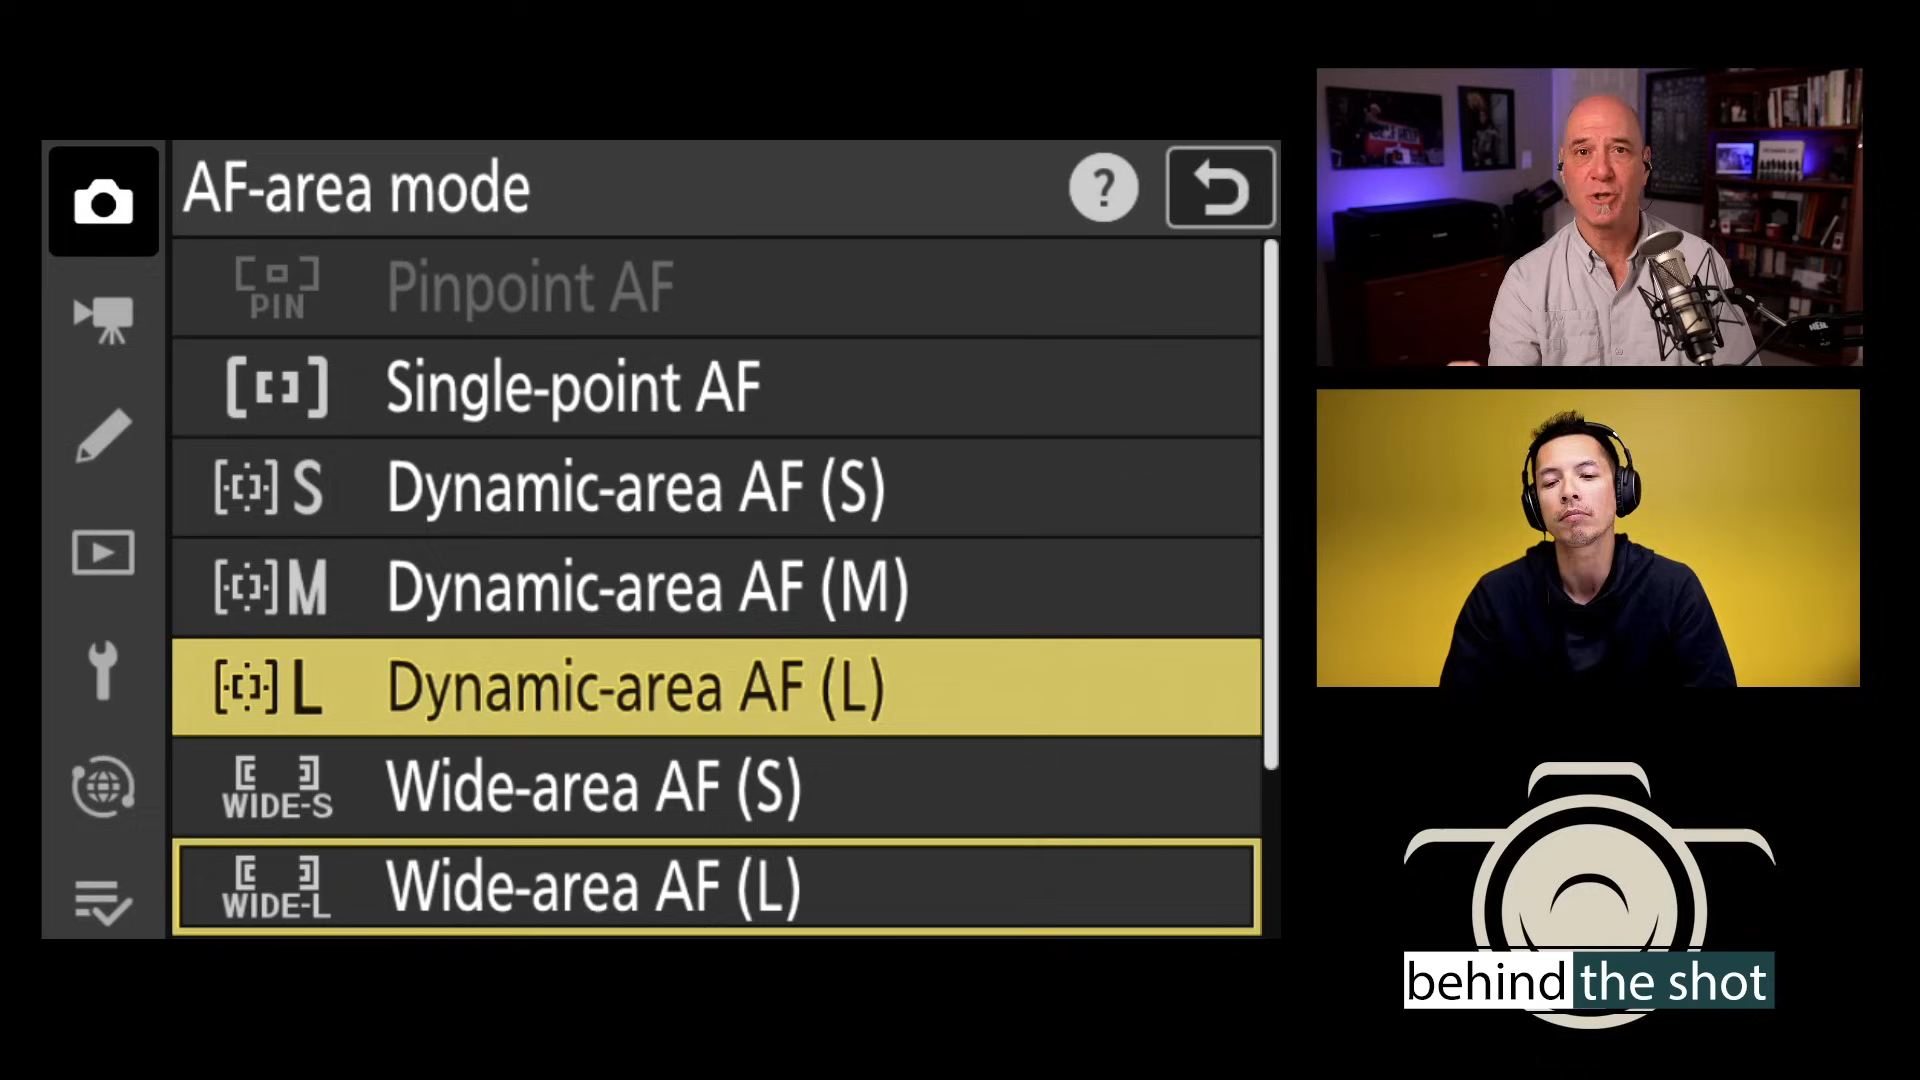 AF-area mode
?
PIN Pinpoint AF
Single-point AF
S Dynamic-area AF (S)
M Dynamic-area AF (M)
L Dynamic-area AF (L)
WIDE-S Wide-area AF (S)
WIDE-L Wide-area AF (L)
behind the shot